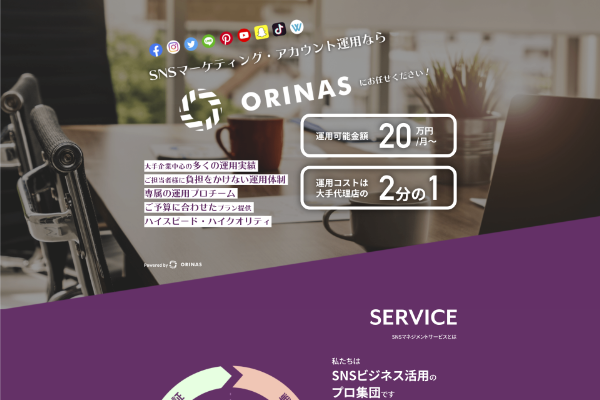 SNSマーケティング・アカウント運用なら
ORINAS にお任せください！
運用可能金額 20 万円/月〜
運用コストは大手代理店の 2分の1
大手企業中心の多くの運用実績
ご担当者様に負担をかけない運用体制
専属の運用プロチーム
ご予算に合わせたプラン提供
ハイスピード・ハイクオリティ
Powered by ORINAS
SERVICE
SNSマネジメントサービスとは
私たちは
SNSビジネス活用の
プロ集団です